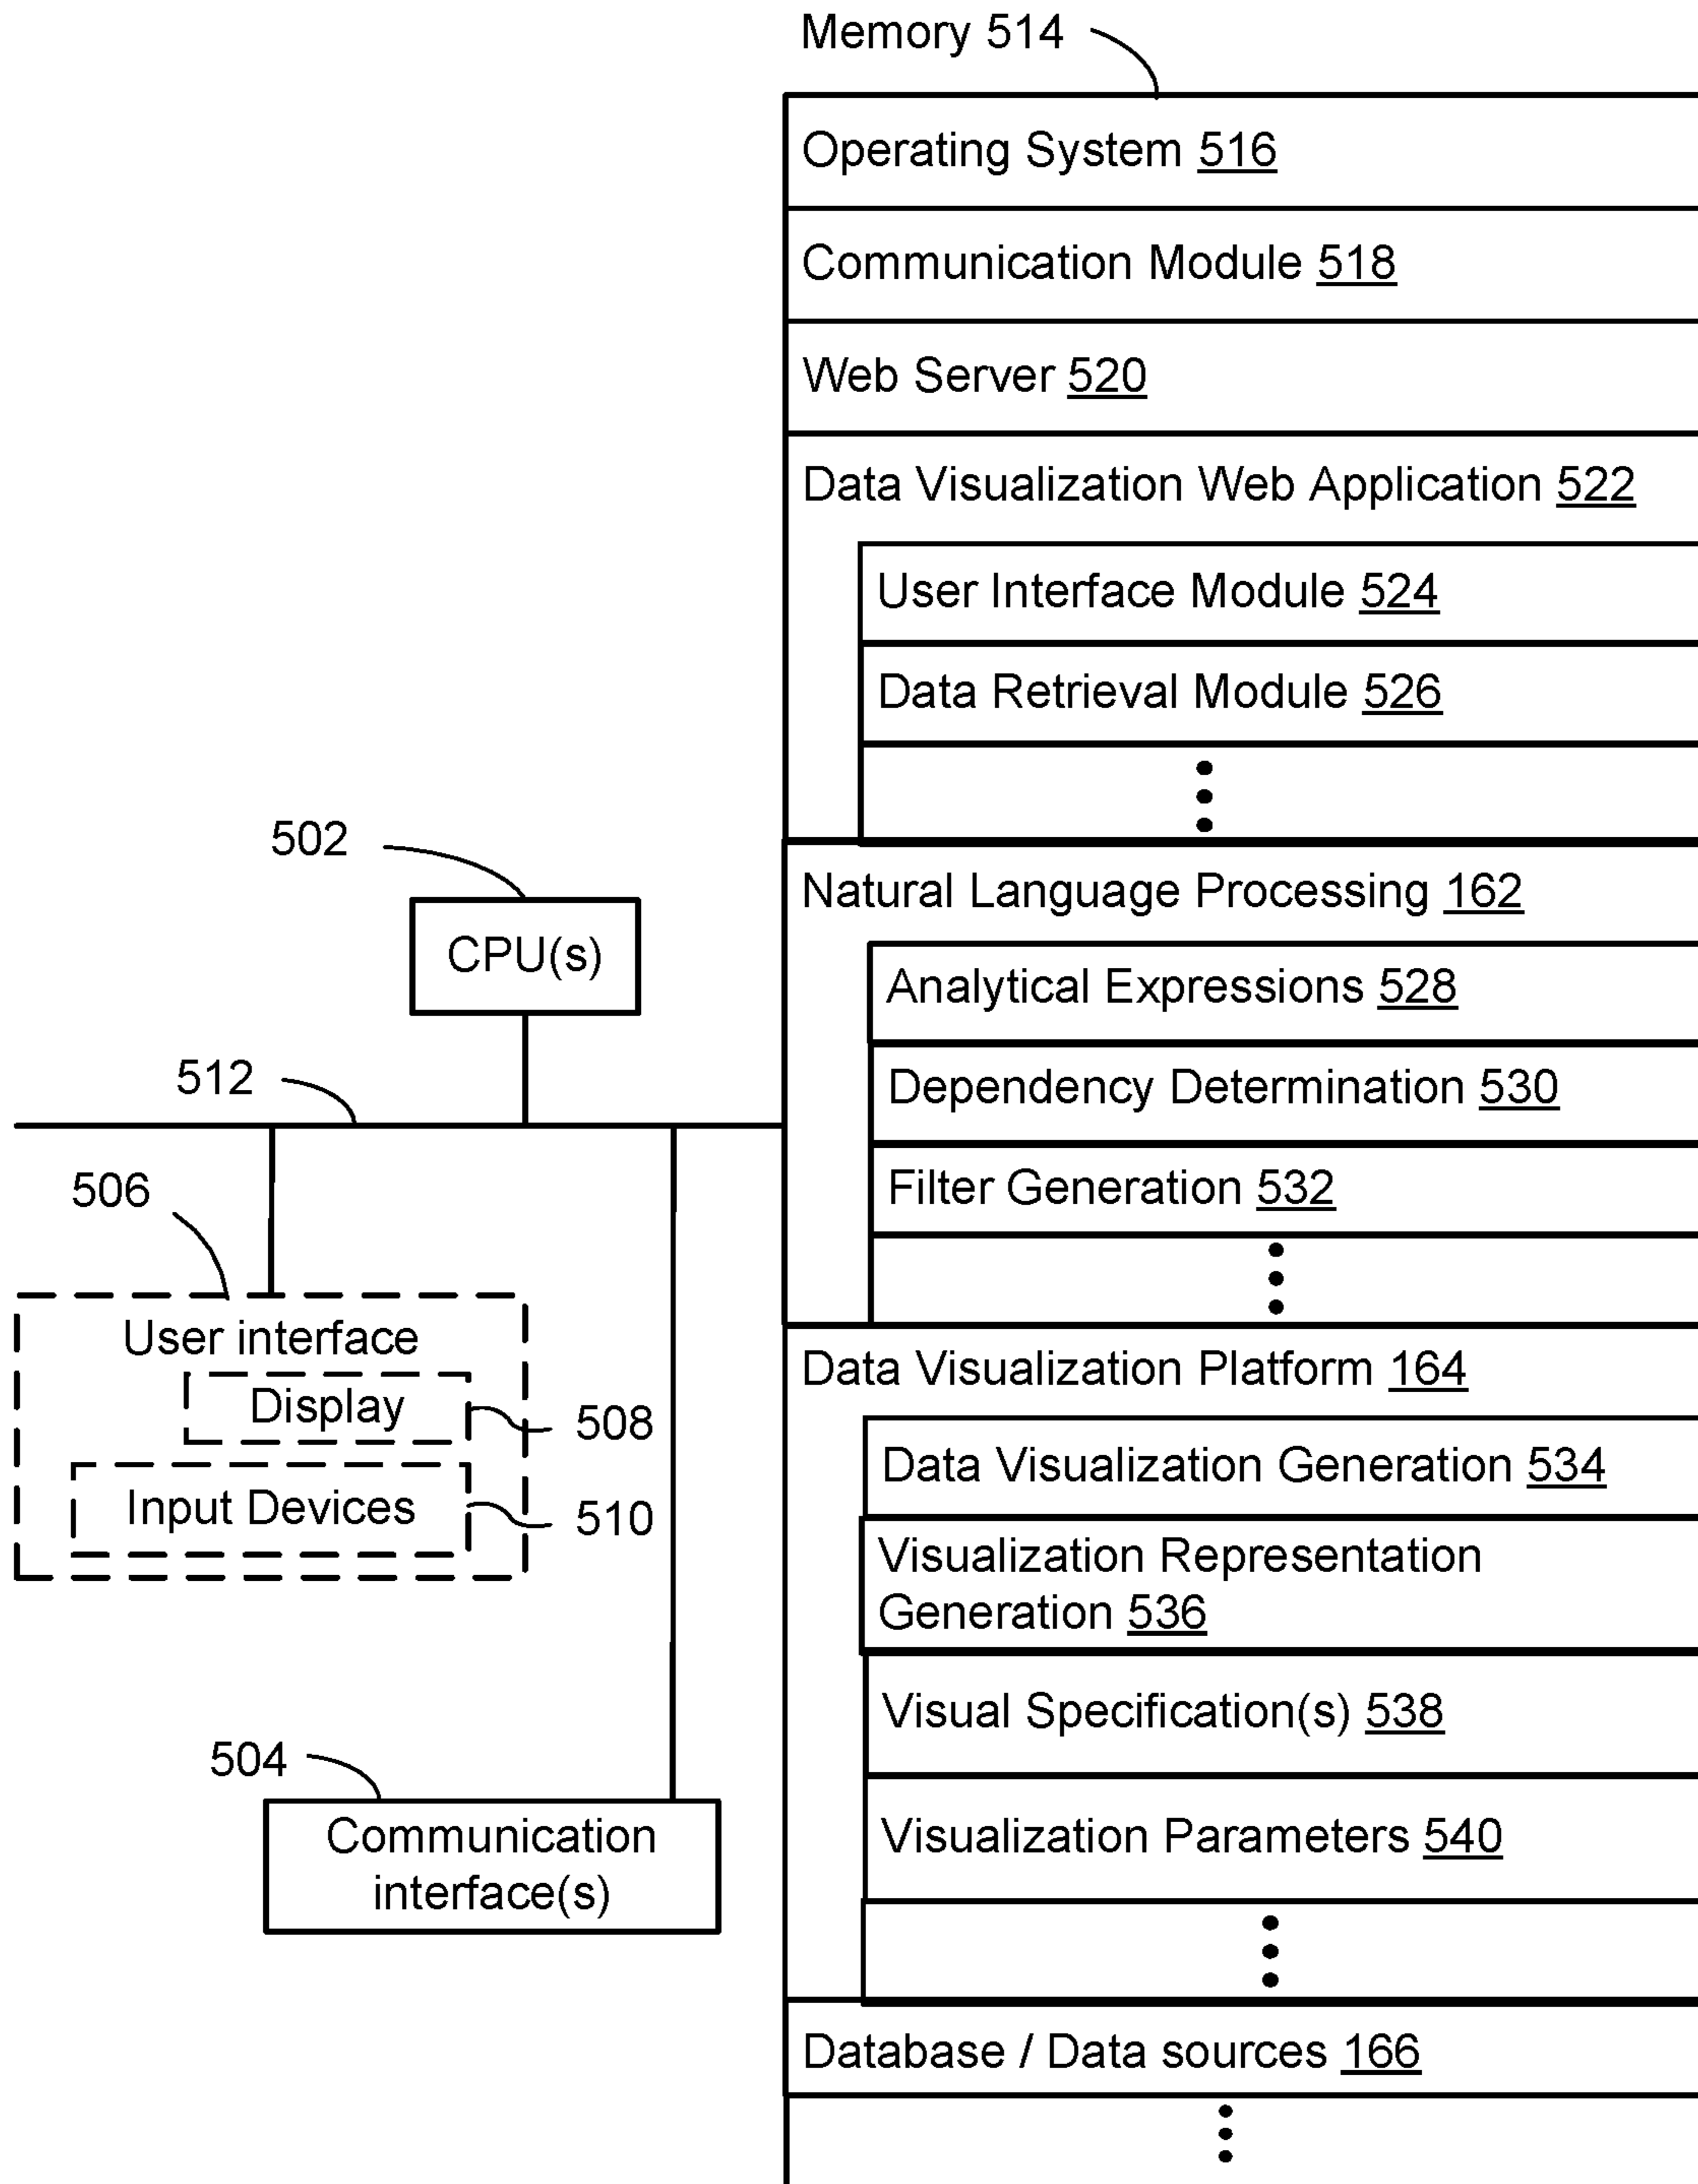 Memory 514
Operating System 516
Communication Module 518
Web Server 520
Data Visualization Web Application 522
User Interface Module 524
Data Retrieval Module 526
502
CPU(s)
512
506
User interface
Display
508
Input Devices
510
504
Communication
interface(s)
Natural Language Processing 162
Analytical Expressions 528
Dependency Determination 530
Filter Generation 532
Data Visualization Platform 164
Data Visualization Generation 534
Visualization Representation
Generation 536
Visual Specification(s) 538
Visualization Parameters 540
Database / Data sources 166